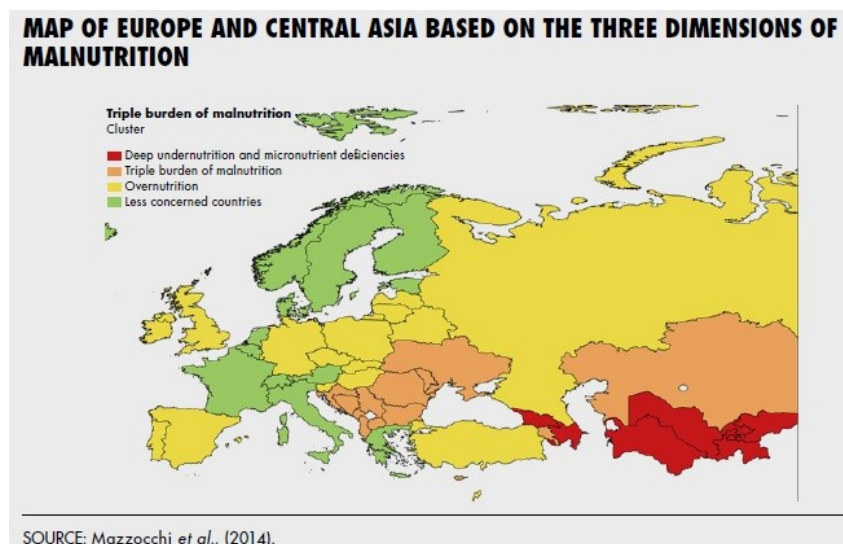 MAP OF EUROPE AND CENTRAL ASIA BASED ON THE THREE DIMENSIONS OF
MALNUTRITION
Triple burden of malnutrition
Cluster
Deep undernutrition and micronutrient deficiencies
Triple burden of malnutrition
Overnutrition
Less concerned countries
SOURCE: Mazzocchi et al., (2014).